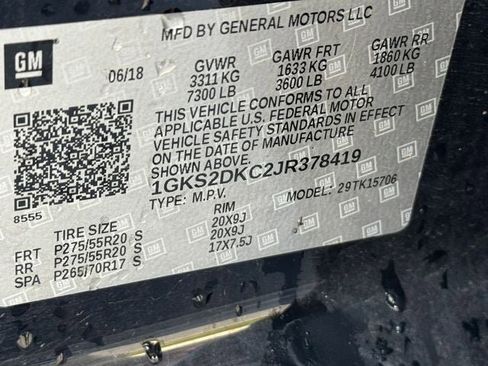 MFD BY GENERAL MOTORS LLC
GM
06/18 GVWR GAWR FRT GAWR RR
3311 KG 1633 KG 1860 KG
7300 LB 3600 LB 4100 LB
THIS VEHICLE CONFORMS TO ALL
APPLICABLE U.S. FEDERAL MOTOR
VEHICLE SAFETY STANDARDS IN EFFECT
ON THE DATE OF MANUFACTURE
SHOWN ABOVE.
1GKS2DKC2JR378419
TYPE: M.P.V. MODEL: 29TK15706
8555
TIRE SIZE RIM
FRT P275/55R20 S 20X9J
RR P275/55R20 S 20X9J
SPA P265/70R17 S 17X7.5J